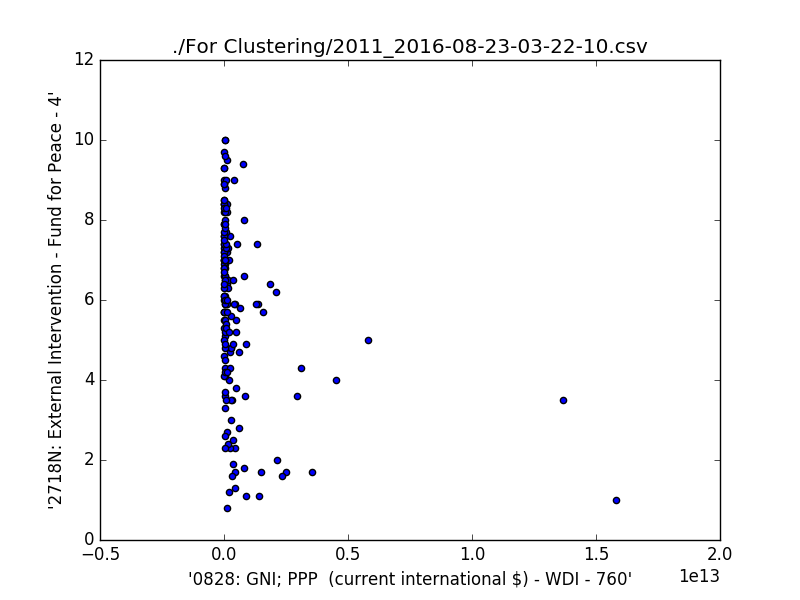 ./For Clustering/2011_2016-08-23-03-22-10.csv
12
10
8
6
4
2
0
'2718N: External Intervention - Fund for Peace - 4'
−0.5 0.0 0.5 1.0 1.5 2.0
1e13
'0828: GNI; PPP  (current international $) - WDI - 760'